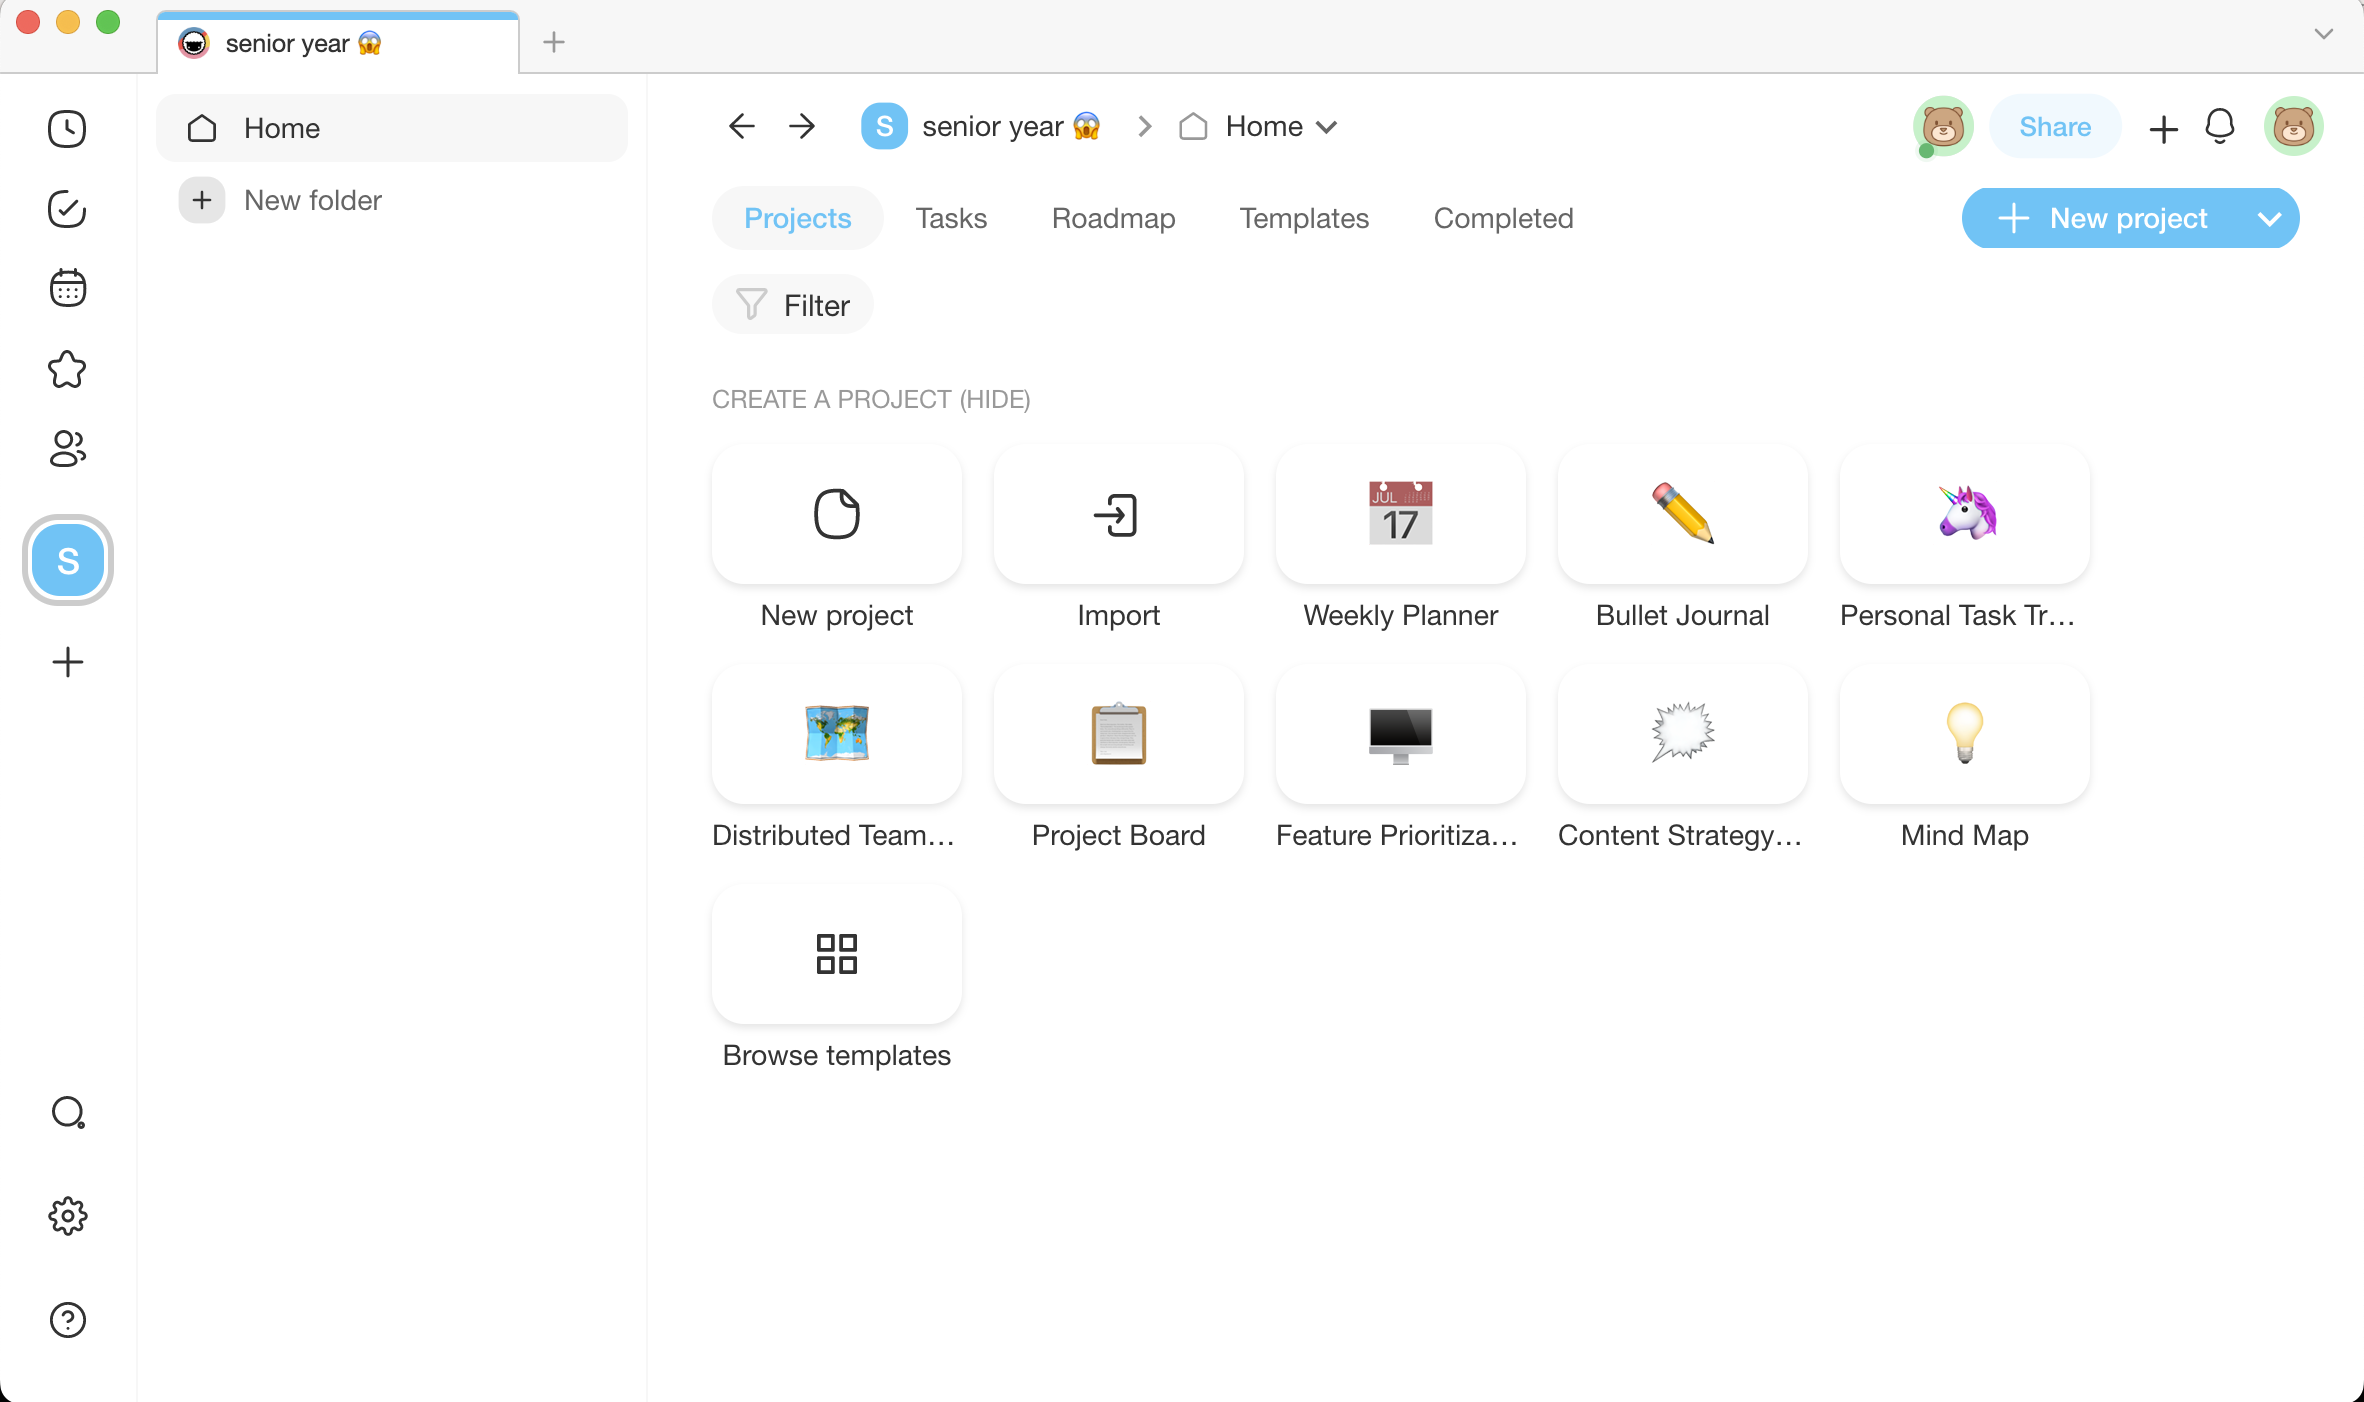 senior year 😱
Home
New folder
S
S senior year 😱 Home
Share
Projects Tasks Roadmap Templates Completed
New project
Filter
CREATE A PROJECT (HIDE)
JUL
17
New project Import Weekly Planner Bullet Journal Personal Task Tr...
Distributed Team... Project Board Feature Prioritiza... Content Strategy... Mind Map
Browse templates